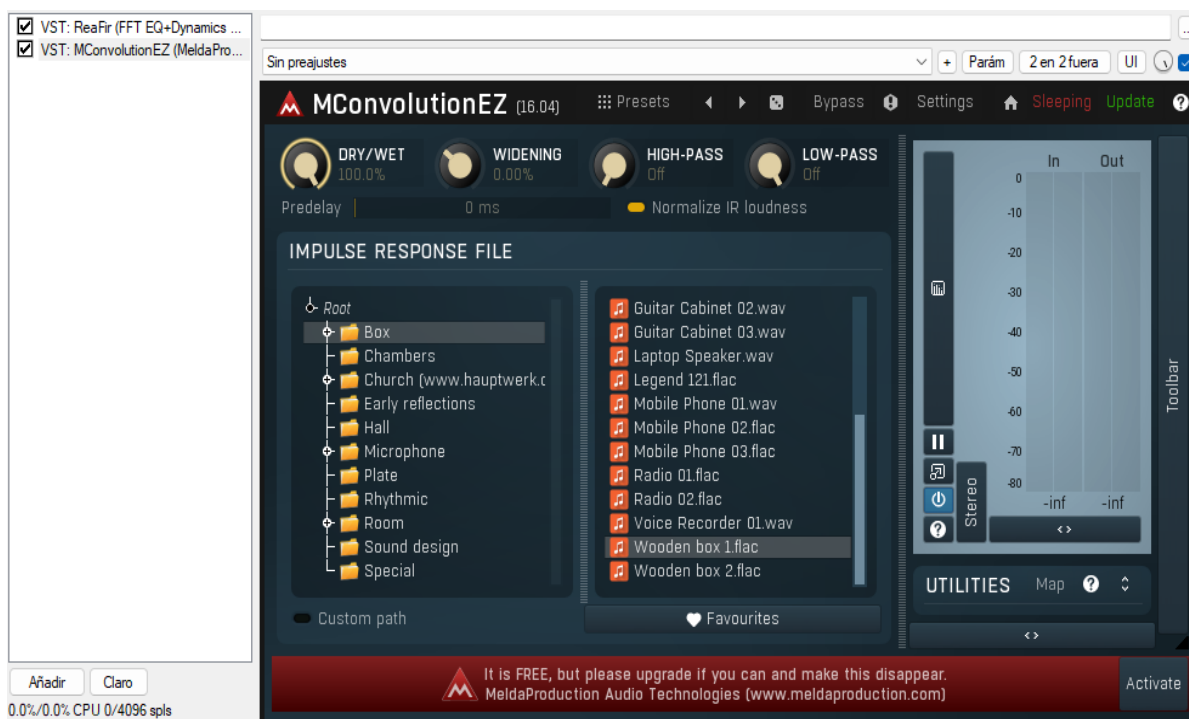 VST: ReaFir (FFT EQ+Dynamics ...
VST: MConvolutionEZ (MeldaPro...
Sin preajustes
+
Parám
2 en 2 fuera
UI
MConvolutionEZ (16.04)
Presets
Bypass
Settings
Sleeping
Update
?
DRY/WET
100.0%
WIDENING
0.00%
HIGH-PASS
Off
LOW-PASS
Off
Predelay
0 ms
Normalize IR loudness
IMPULSE RESPONSE FILE
Root
Box
Chambers
Church (www.hauptwerk.c
Early reflections
Hall
Microphone
Plate
Rhythmic
Room
Sound design
Special
Guitar Cabinet 02.wav
Guitar Cabinet 03.wav
Laptop Speaker.wav
Legend 121.flac
Mobile Phone 01.wav
Mobile Phone 02.flac
Mobile Phone 03.flac
Radio 01.flac
Radio 02.flac
Voice Recorder 01.wav
Wooden box 1.flac
Wooden box 2.flac
Custom path
Favourites
In Out
0
-10
-20
-30
-40
-50
-60
-70
-80
-inf -inf
Stereo
?
<>
Toolbar
UTILITIES Map ?
<>
It is FREE, but please upgrade if you can and make this disappear.
MeldaProduction Audio Technologies (www.meldaproduction.com)
Activate
Añadir
Claro
0.0%/0.0% CPU 0/4096 spls